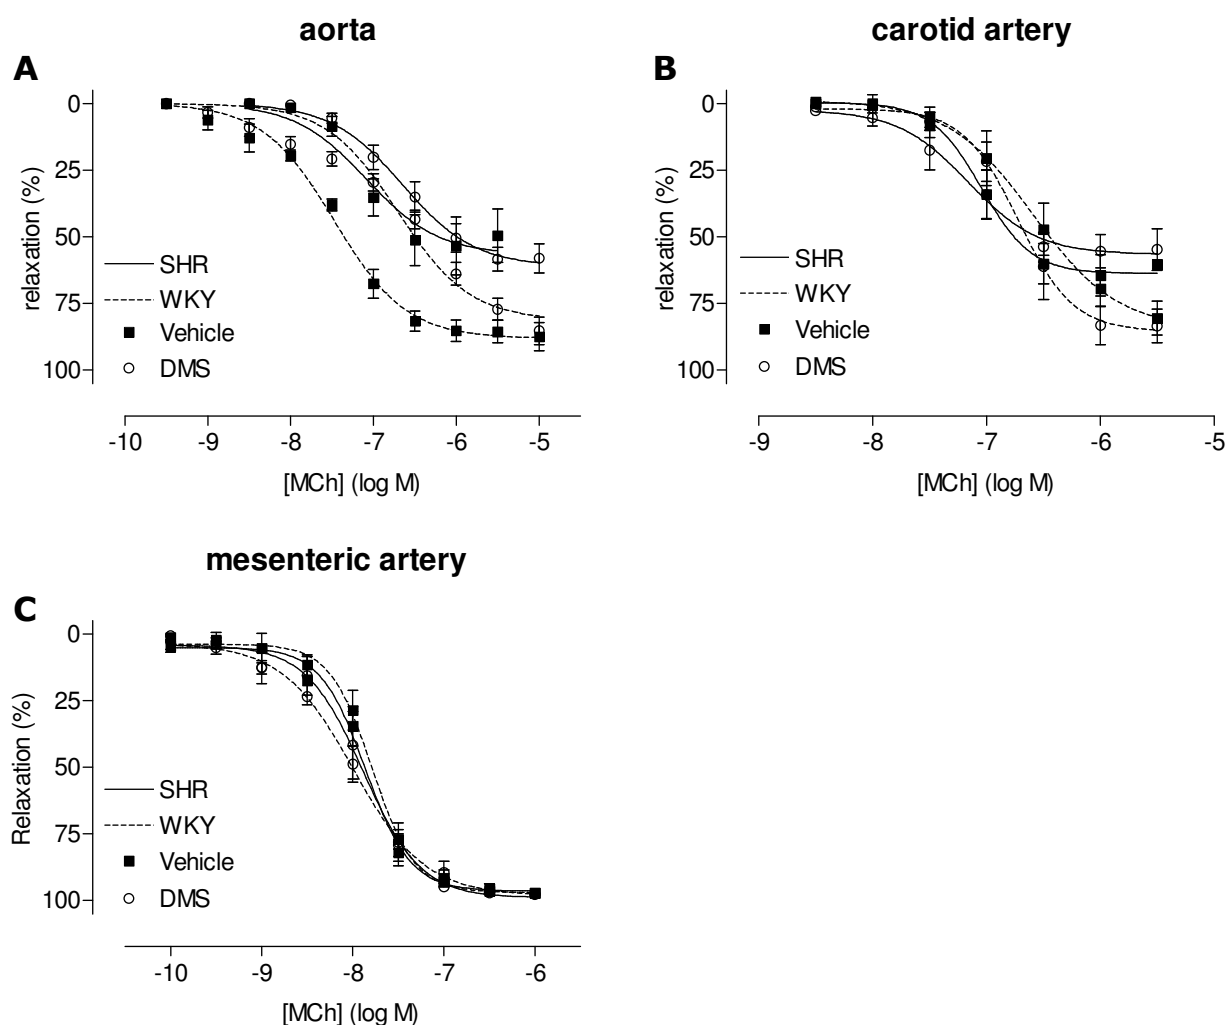 aorta
A
0
25
50
75
100
relaxation (%)
SHR
WKY
Vehicle
DMS
-10 -9 -8 -7 -6 -5
[MCh] (log M)
carotid artery
B
0
25
50
75
100
relaxation (%)
SHR
WKY
Vehicle
DMS
-9 -8 -7 -6 -5
[MCh] (log M)
mesenteric artery
C
0
25
50
75
100
Relaxation (%)
SHR
WKY
Vehicle
DMS
-10 -9 -8 -7 -6
[MCh] (log M)